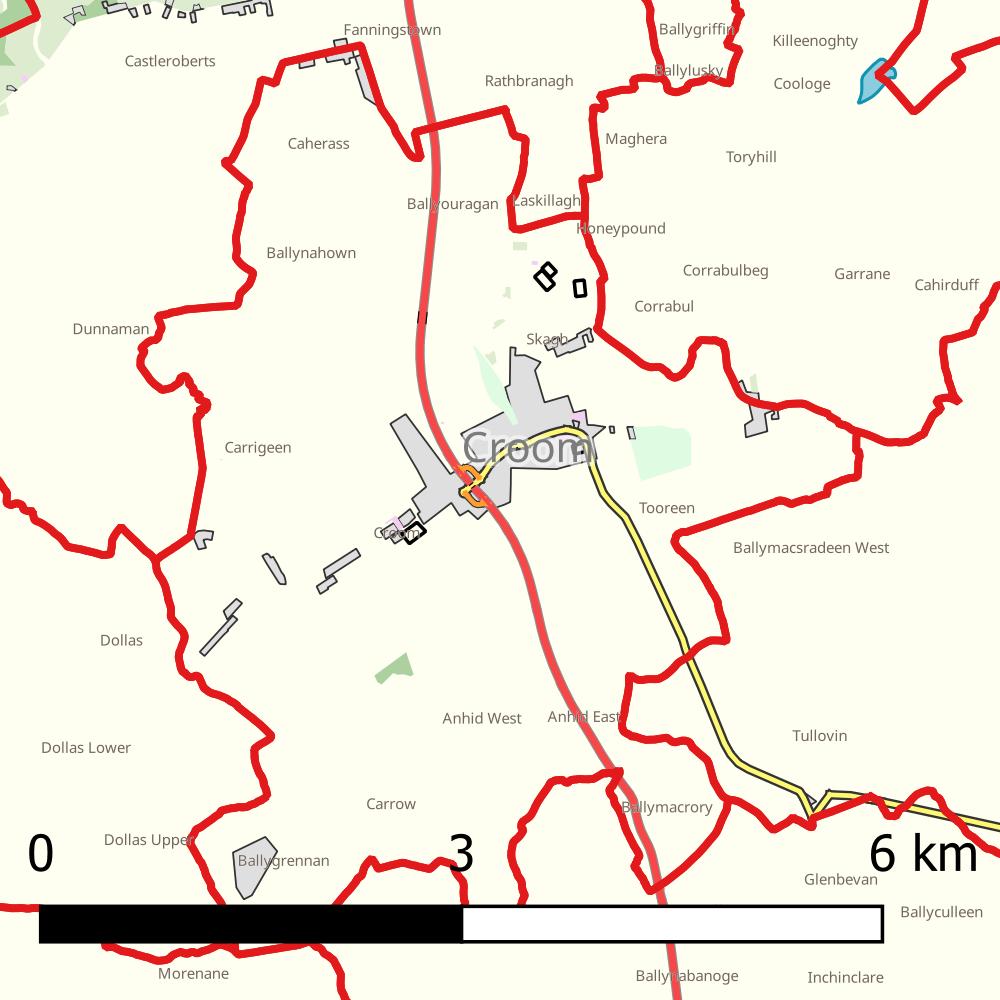 Fanningstown
Ballygriffin
Killeenoghty
Castleroberts
Ballylusky
Rathbranagh
Coologe
Maghera
Caherass
Toryhill
Ballyouragan
Laskillagh
Honeypound
Ballynahown
Corrabulbeg
Garrane
Cahirduff
Corrabul
Dunnaman
Skagh
Carrigeen
Croom
Tooreen
Croom
Ballymacsradeen West
Dollas
Anhid West
Anhid East
Tullovin
Dollas Lower
Carrow
Ballymacrory
Dollas Upper
0
3
6 km
Ballygrennan
Glenbevan
Ballyculleen
Morenane
Ballynabanoge
Inchinclare